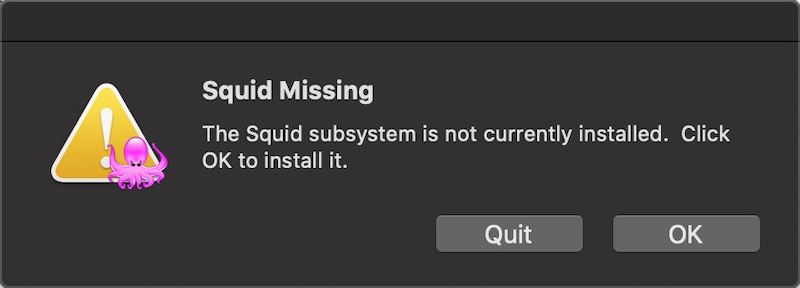 Squid Missing
The Squid subsystem is not currently installed.  Click
OK to install it.
Quit
OK